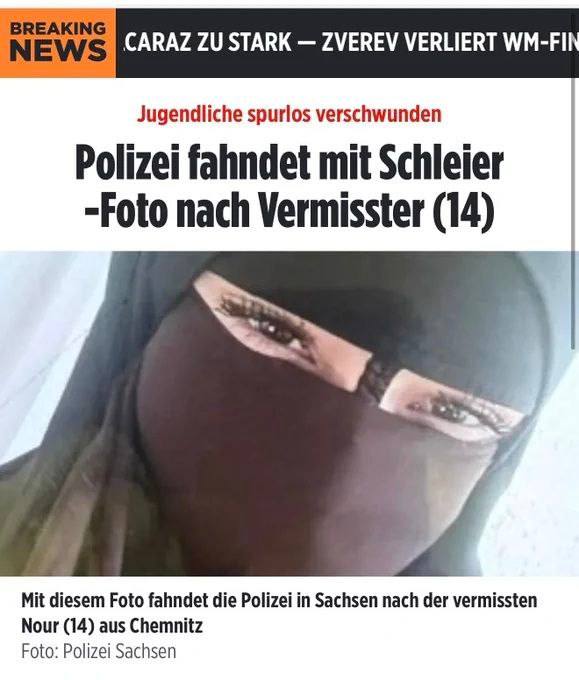 BREAKING
NEWS
.CARAZ ZU STARK — ZVEREV VERLIERT WM-FIN
Jugendliche spurlos verschwunden
Polizei fahndet mit Schleier
-Foto nach Vermisster (14)
Mit diesem Foto fahndet die Polizei in Sachsen nach der vermissten
Nour (14) aus Chemnitz
Foto: Polizei Sachsen